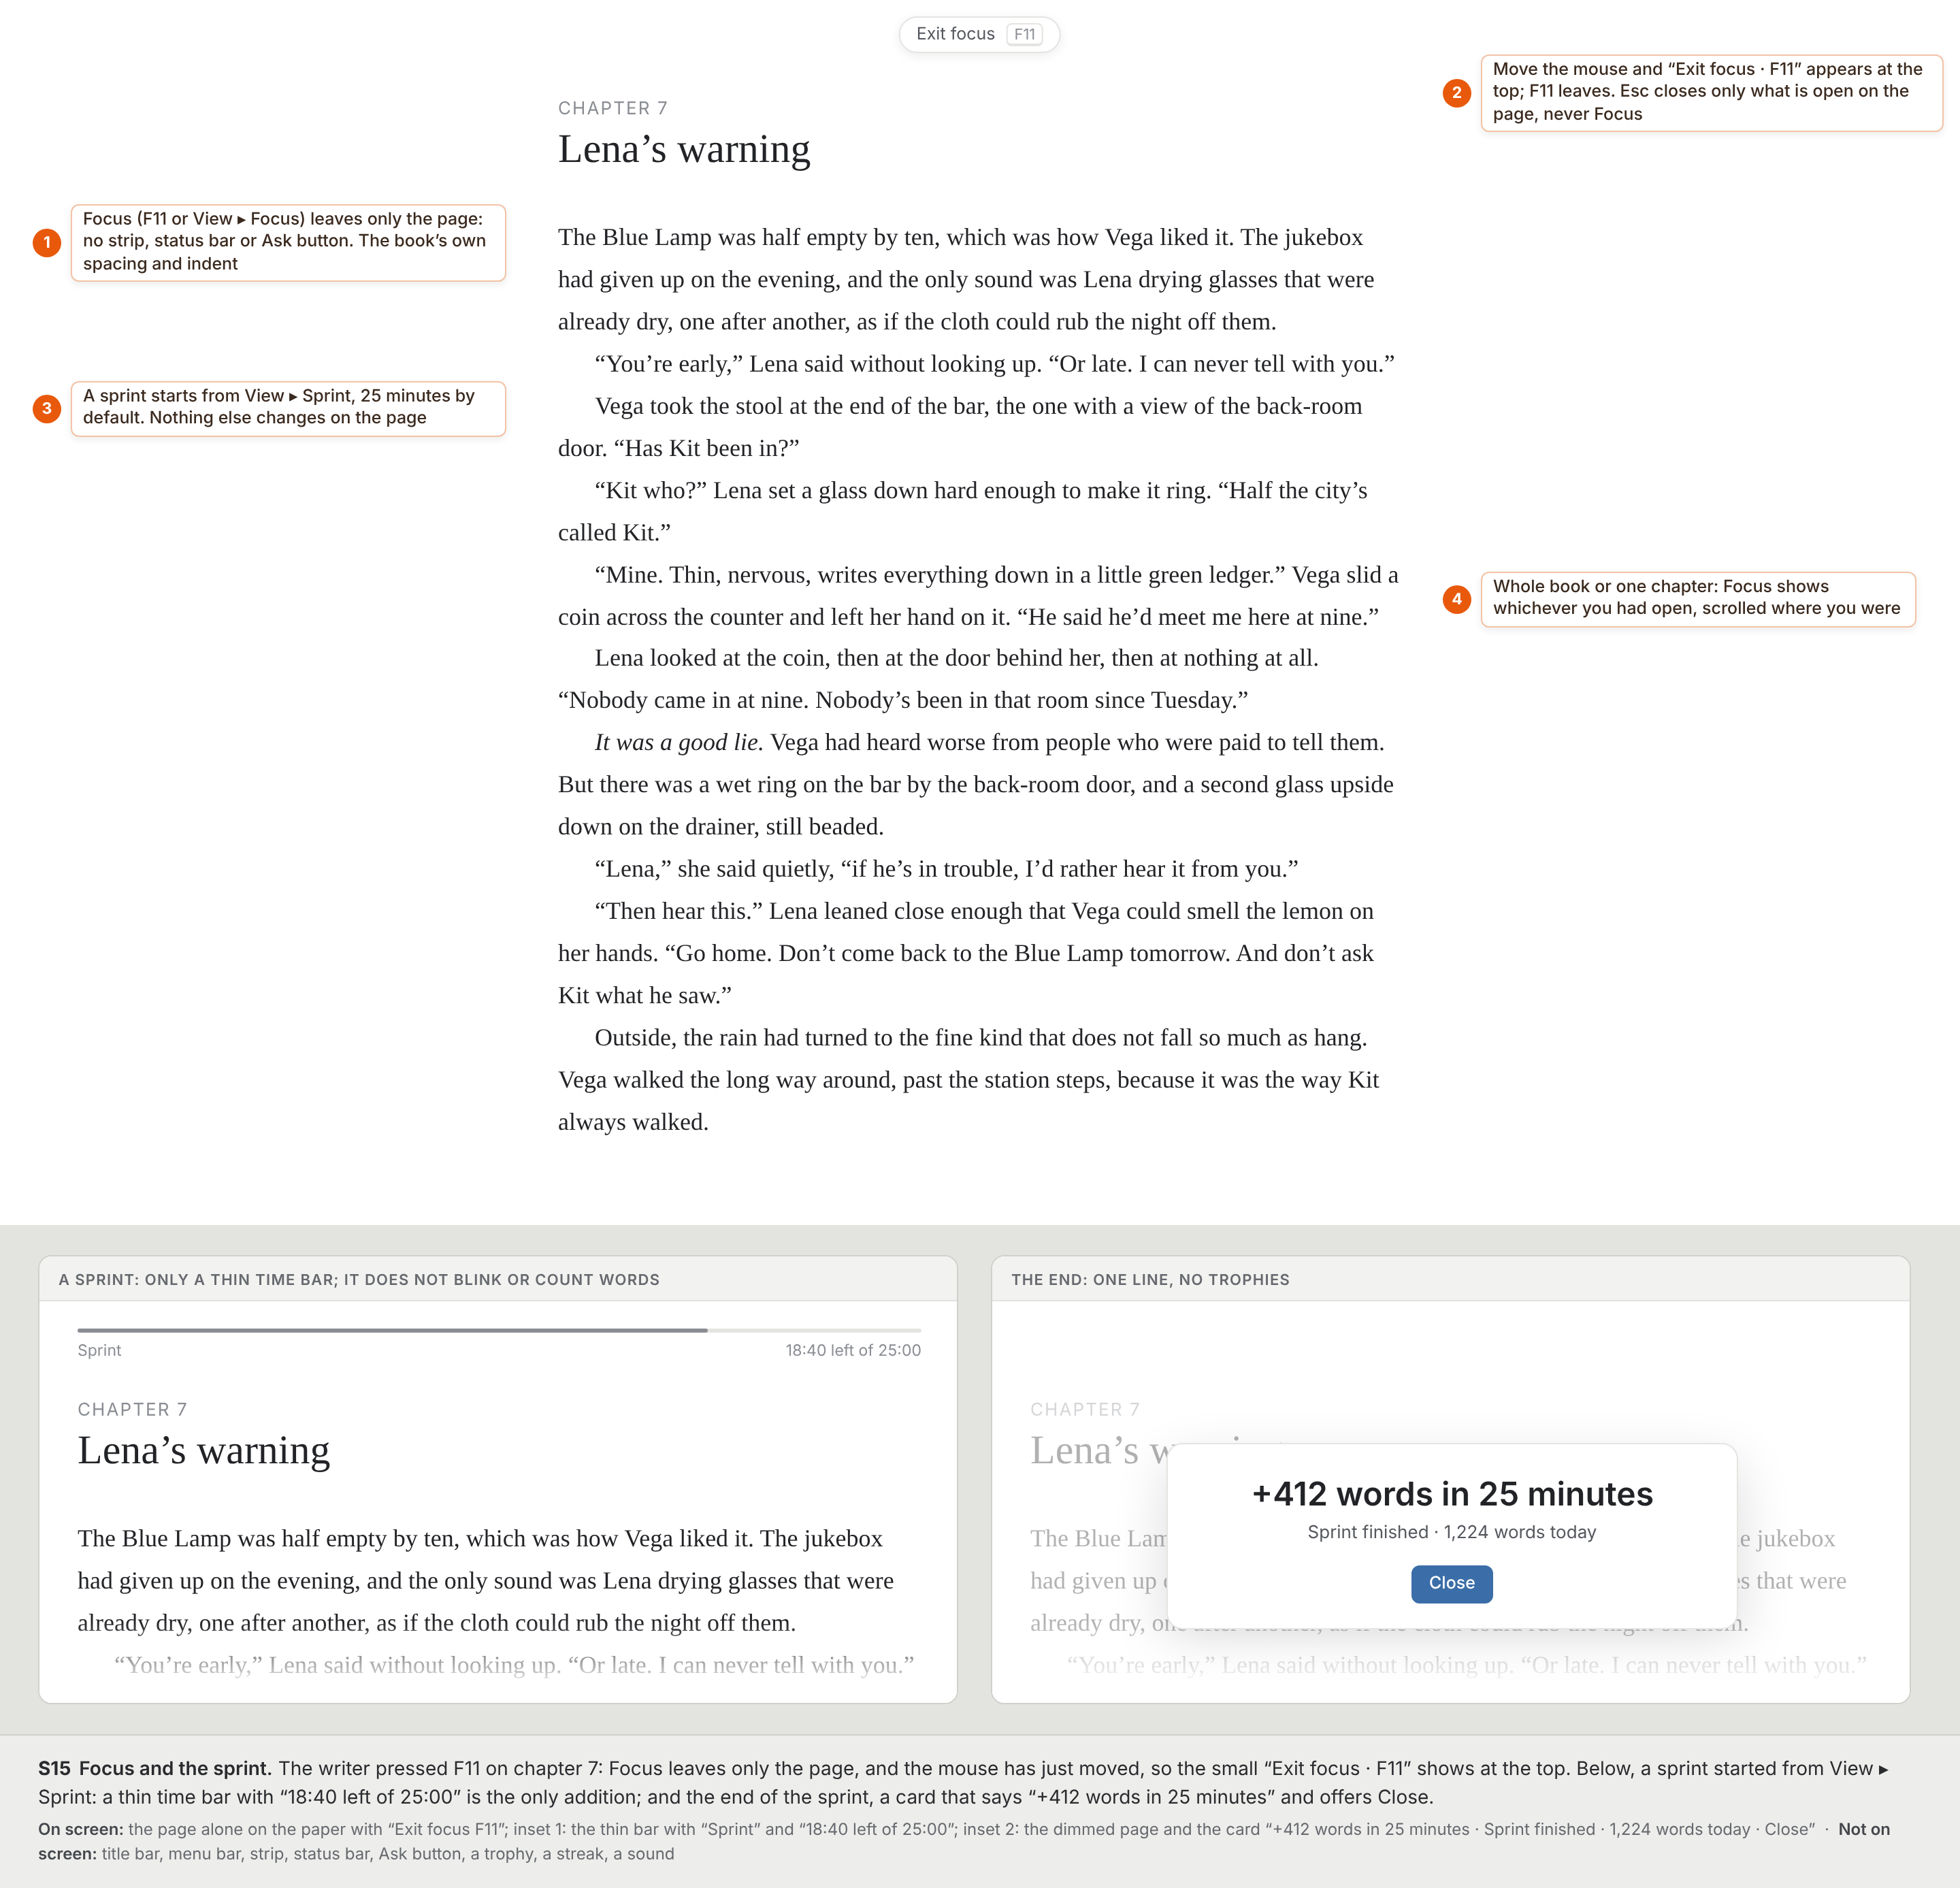 Exit focus F11
2
Move the mouse and “Exit focus · F11” appears at the
top; F11 leaves. Esc closes only what is open on the
page, never Focus
CHAPTER 7
Lena’s warning
1
Focus (F11 or View ▸ Focus) leaves only the page:
no strip, status bar or Ask button. The book’s own
spacing and indent
The Blue Lamp was half empty by ten, which was how Vega liked it. The jukebox
had given up on the evening, and the only sound was Lena drying glasses that were
already dry, one after another, as if the cloth could rub the night off them.
“You’re early,” Lena said without looking up. “Or late. I can never tell with you.”
3
A sprint starts from View ▸ Sprint, 25 minutes by
default. Nothing else changes on the page
Vega took the stool at the end of the bar, the one with a view of the back-room
door. “Has Kit been in?”
“Kit who?” Lena set a glass down hard enough to make it ring. “Half the city’s
called Kit.”
“Mine. Thin, nervous, writes everything down in a little green ledger.” Vega slid a
coin across the counter and left her hand on it. “He said he’d meet me here at nine.”
4
Whole book or one chapter: Focus shows
whichever you had open, scrolled where you were
Lena looked at the coin, then at the door behind her, then at nothing at all.
“Nobody came in at nine. Nobody’s been in that room since Tuesday.”
It was a good lie. Vega had heard worse from people who were paid to tell them.
But there was a wet ring on the bar by the back-room door, and a second glass upside
down on the drainer, still beaded.
“Lena,” she said quietly, “if he’s in trouble, I’d rather hear it from you.”
“Then hear this.” Lena leaned close enough that Vega could smell the lemon on
her hands. “Go home. Don’t come back to the Blue Lamp tomorrow. And don’t ask
Kit what he saw.”
Outside, the rain had turned to the fine kind that does not fall so much as hang.
Vega walked the long way around, past the station steps, because it was the way Kit
always walked.
A SPRINT: ONLY A THIN TIME BAR; IT DOES NOT BLINK OR COUNT WORDS
Sprint 18:40 left of 25:00
CHAPTER 7
Lena’s warning
The Blue Lamp was half empty by ten, which was how Vega liked it. The jukebox
had given up on the evening, and the only sound was Lena drying glasses that were
already dry, one after another, as if the cloth could rub the night off them.
“You’re early,” Lena said without looking up. “Or late. I can never tell with you.”
THE END: ONE LINE, NO TROPHIES
CHAPTER 7
Lena’s
+412 words in 25 minutes
Sprint finished · 1,224 words today
Close
The Blue jukebox
had given up that were
already dry,
“You’re early,” Lena said without looking up. “Or late. I can never tell with you.”
S15 Focus and the sprint. The writer pressed F11 on chapter 7: Focus leaves only the page, and the mouse has just moved, so the small “Exit focus · F11” shows at the top. Below, a sprint started from View ▸
Sprint: a thin time bar with “18:40 left of 25:00” is the only addition; and the end of the sprint, a card that says “+412 words in 25 minutes” and offers Close.
On screen: the page alone on the paper with “Exit focus F11”; inset 1: the thin bar with “Sprint” and “18:40 left of 25:00”; inset 2: the dimmed page and the card “+412 words in 25 minutes · Sprint finished · 1,224 words today · Close” · Not on
screen: title bar, menu bar, strip, status bar, Ask button, a trophy, a streak, a sound